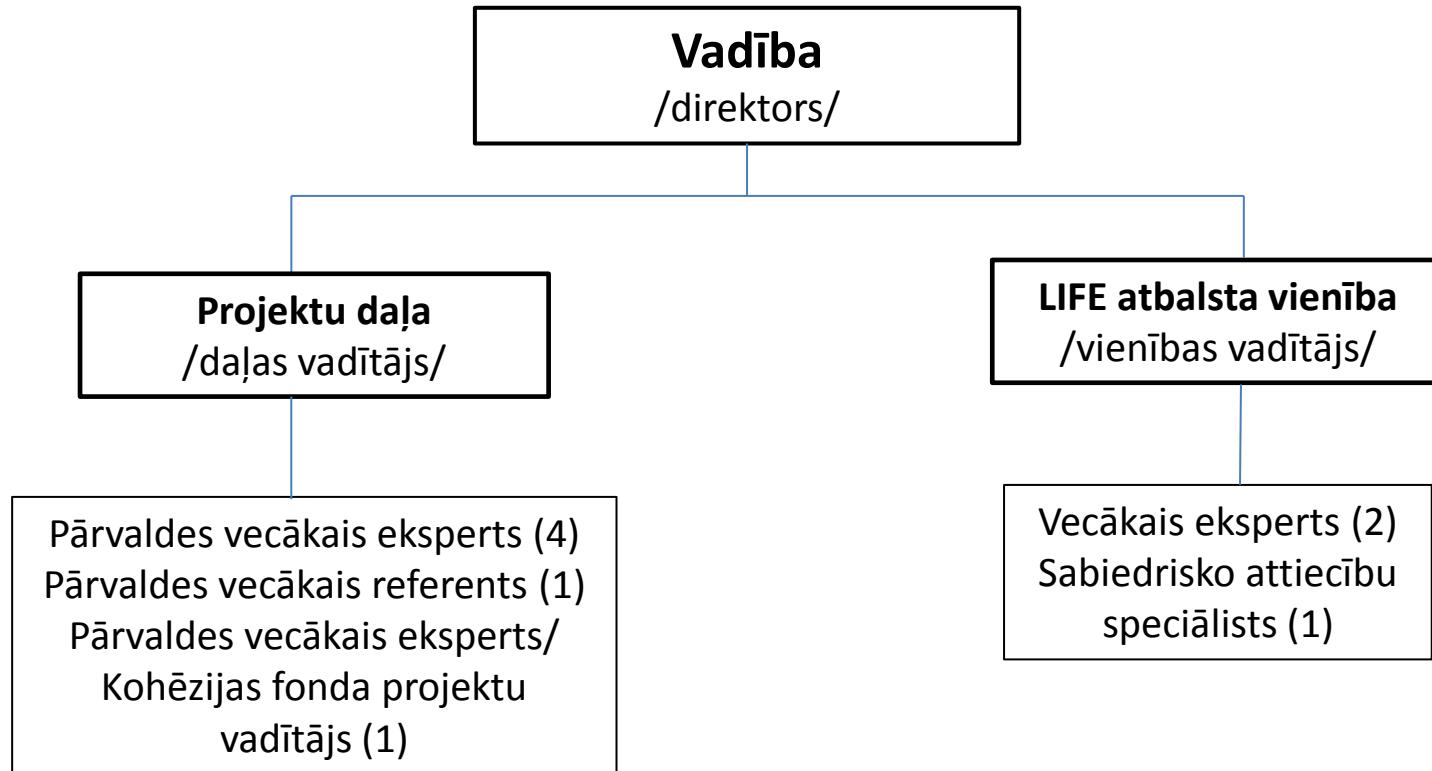 Vadība
/direktors/
Projektu daļa
/daļas vadītājs/
LIFE atbalsta vienība
/vienības vadītājs/
Pārvaldes vecākais eksperts (4)
Pārvaldes vecākais referents (1)
Pārvaldes vecākais eksperts/
Kohēzijas fonda projektu
vadītājs (1)
Vecākais eksperts (2)
Sabiedrisko attiecību
speciālists (1)